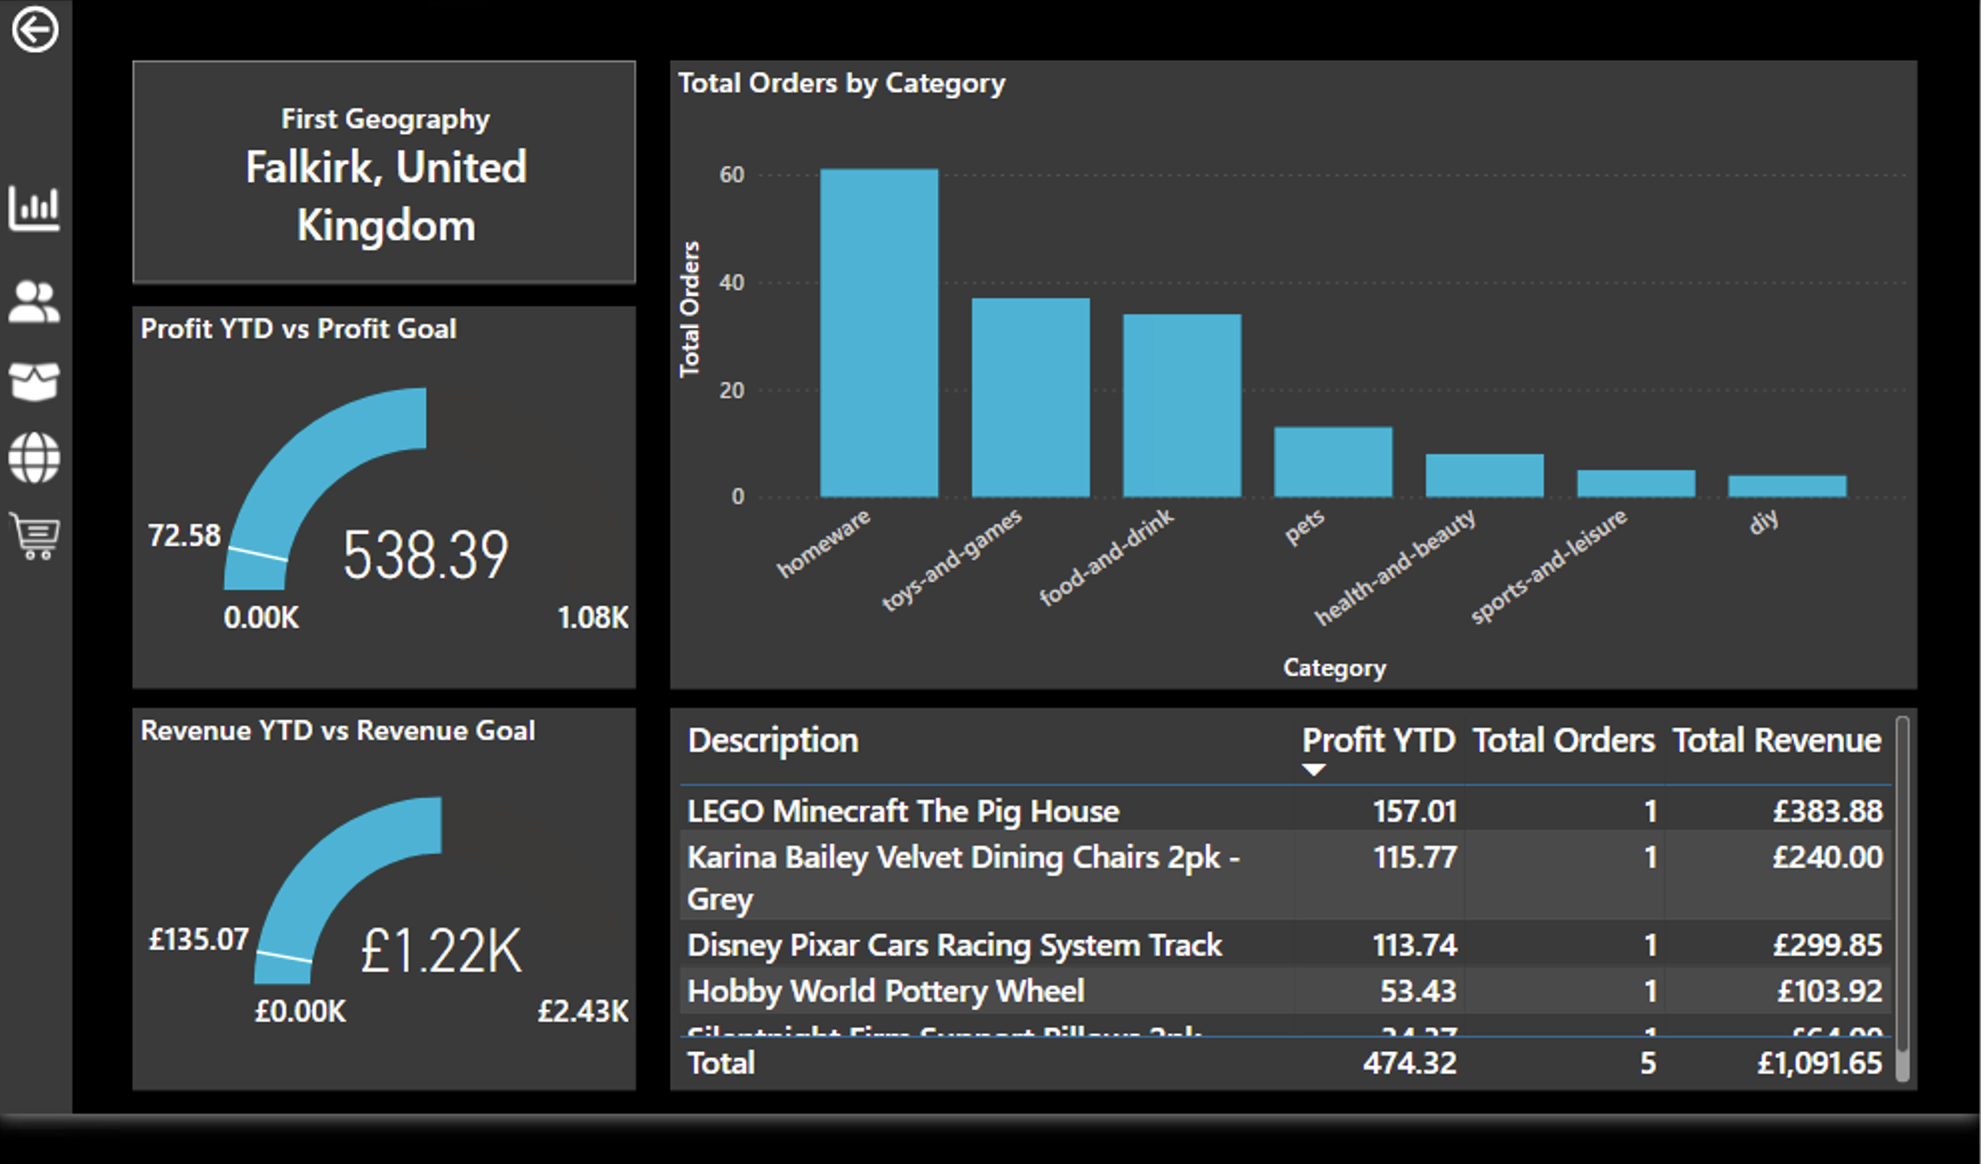 First Geography
Falkirk, United
Kingdom
Profit YTD vs Profit Goal
72.58
538.39
0.00K
1.08K
Revenue YTD vs Revenue Goal
£135.07
£1.22K
£0.00K
£2.43K
Total Orders by Category
Total Orders
60
40
20
0
homeware
toys-and-games
food-and-drink
pets
health-and-beauty
sports-and-leisure
diy
Category
Description Profit YTD Total Orders Total Revenue
LEGO Minecraft The Pig House 157.01 1 £383.88
Karina Bailey Velvet Dining Chairs 2pk - 115.77 1 £240.00
Grey
Disney Pixar Cars Racing System Track 113.74 1 £299.85
Hobby World Pottery Wheel 53.43 1 £103.92
Silentnight Firm Support Pillows 2pk 1
Total 474.32 5 £1,091.65